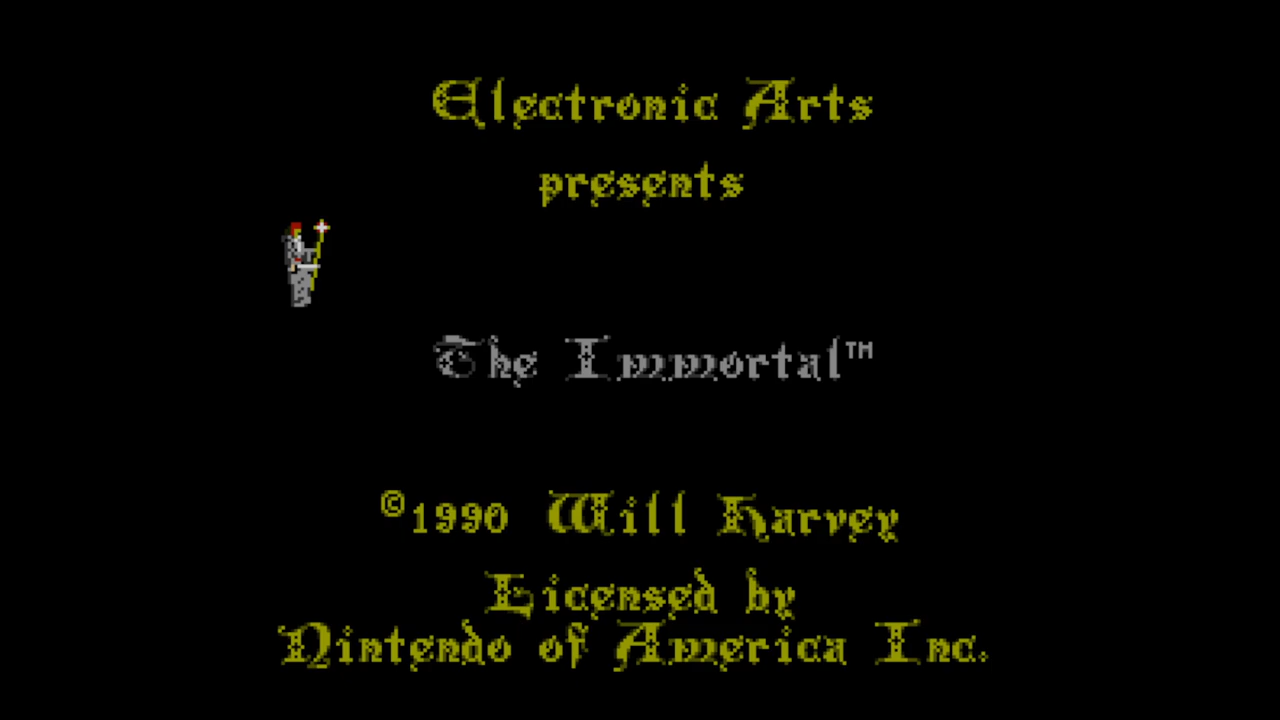 Electronic Arts
presents
The Immortal™
©1990 Will Harvey
Licensed by
Nintendo of America Inc.